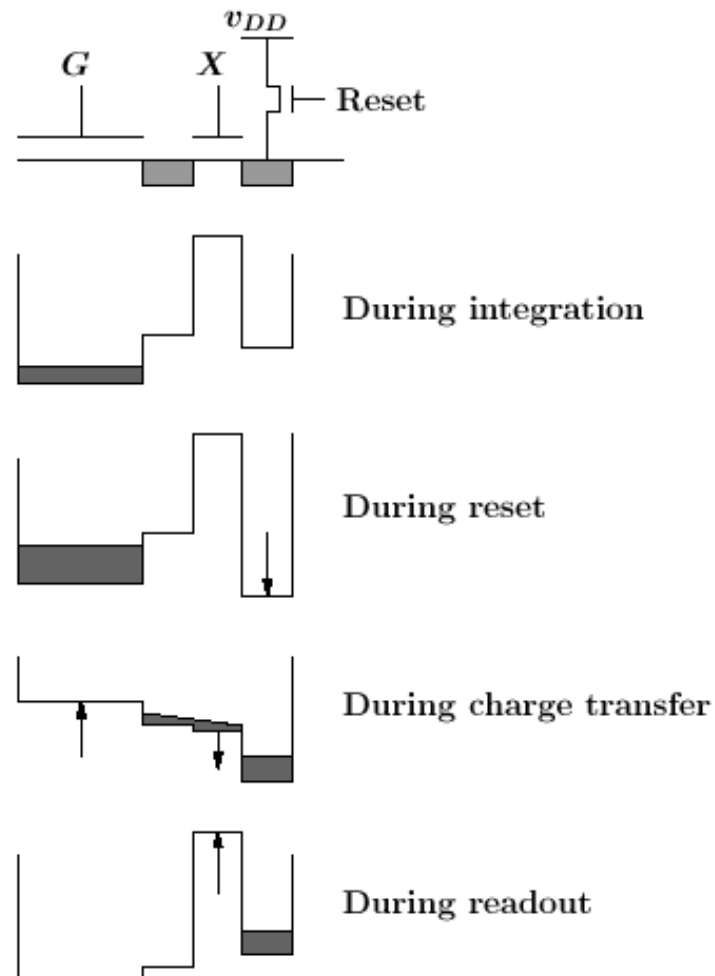 v_DD
G X
Reset
During integration
During reset
During charge transfer
During readout